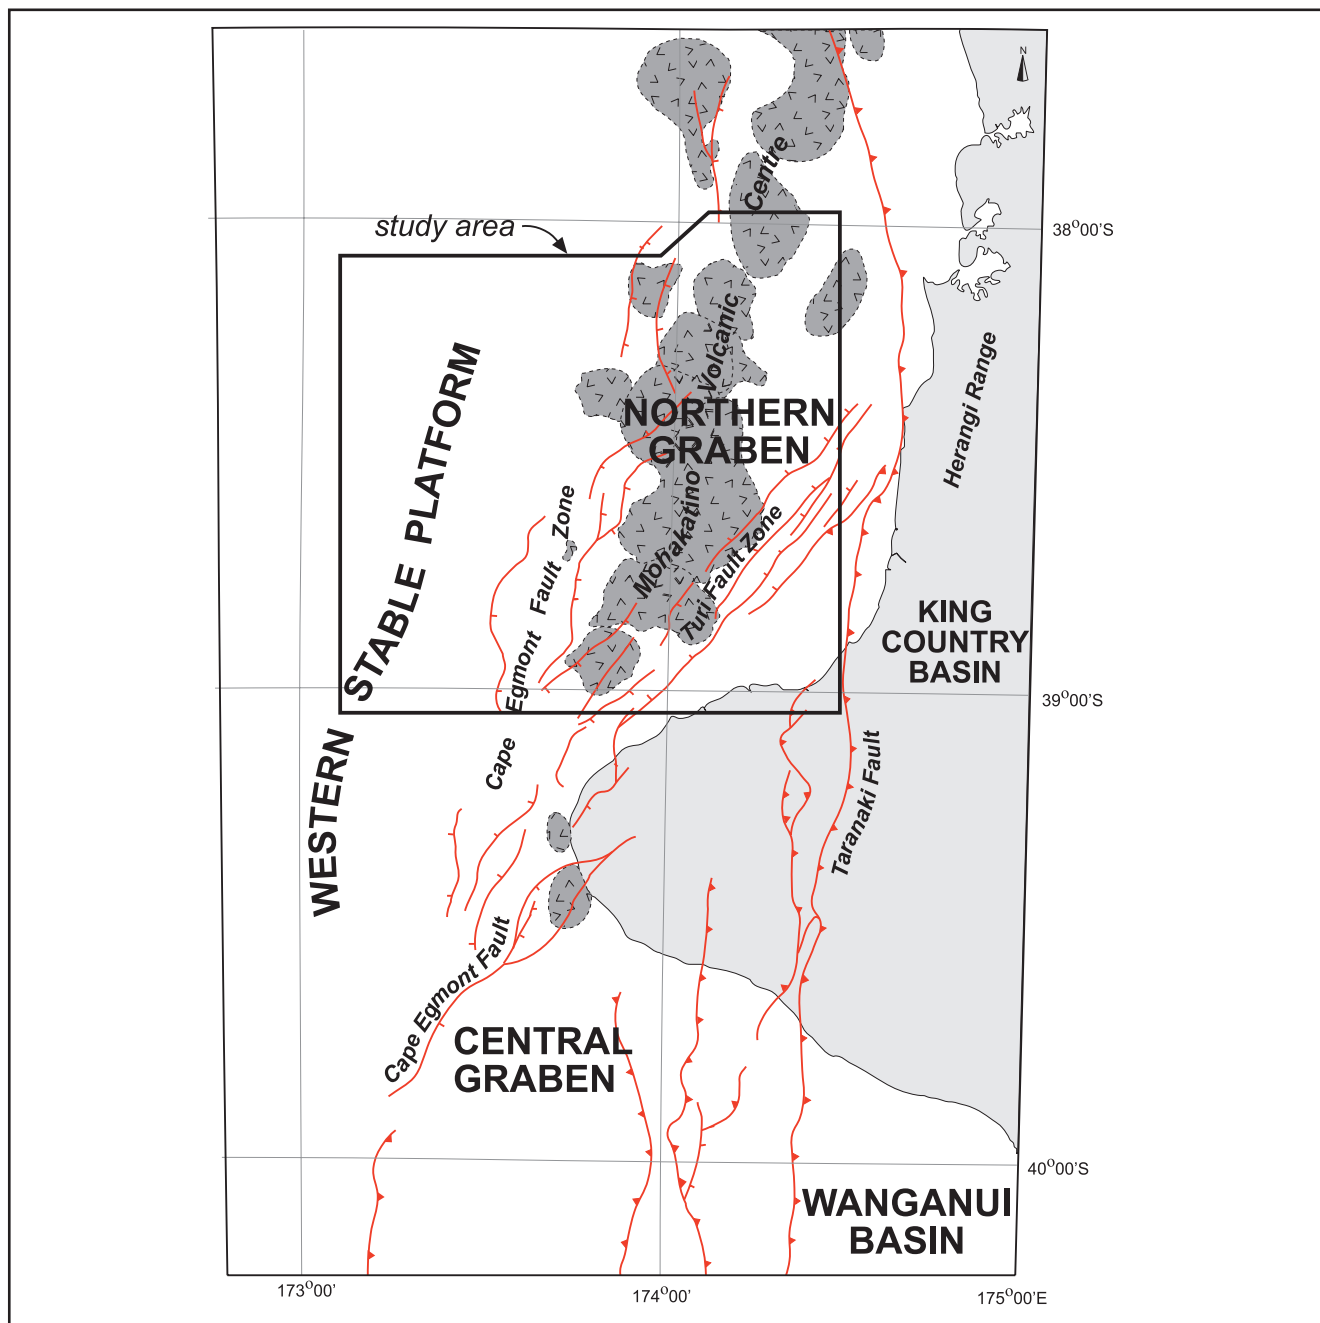 N
Centre
study area
38°00'S
Volcanic
Herangi Range
STABLE PLATFORM
NORTHERN
GRABEN
Mohakatino
Turi Fault Zone
Cape Egmont Fault Zone
KING
COUNTRY
BASIN
39°00'S
WESTERN
Taranaki Fault
Cape Egmont Fault
CENTRAL
GRABEN
40°00'S
WANGANUI
BASIN
173°00'
174°00'
175°00'E